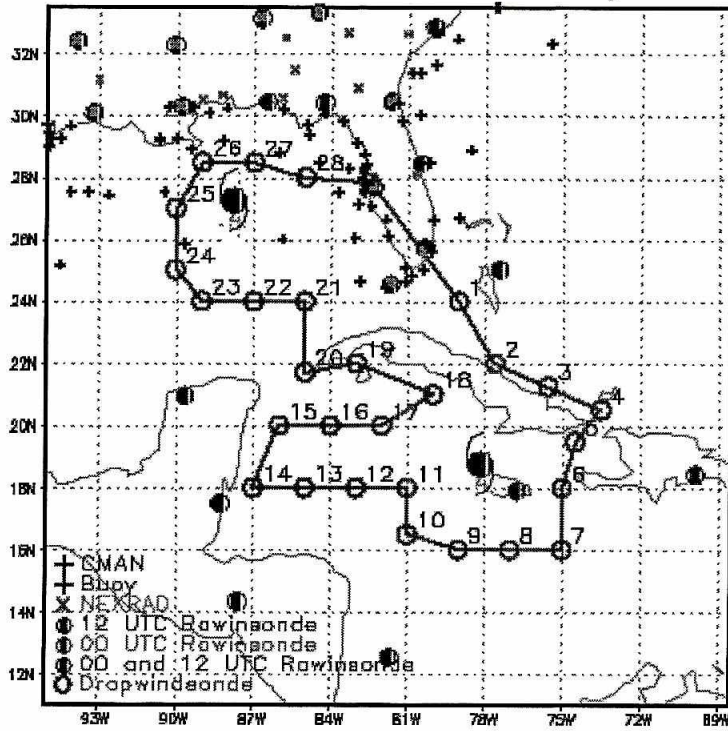 32N
30N
28N
26N
24N
22N
20N
18N
16N
14N
12N
26 27 28
25
24
23 22 21
1
2
3
4
20 19
18
15 16 17
6
14 13 12 11
10
9 8 7
CMAN
Buoy
NEXRAD
12 UTC Rawinsonde
00 UTC Rawinsonde
00 and 12 UTC Rawinsonde
Dropwindsonde
93W 90W 87W 84W 81W 78W 75W 72W 69W